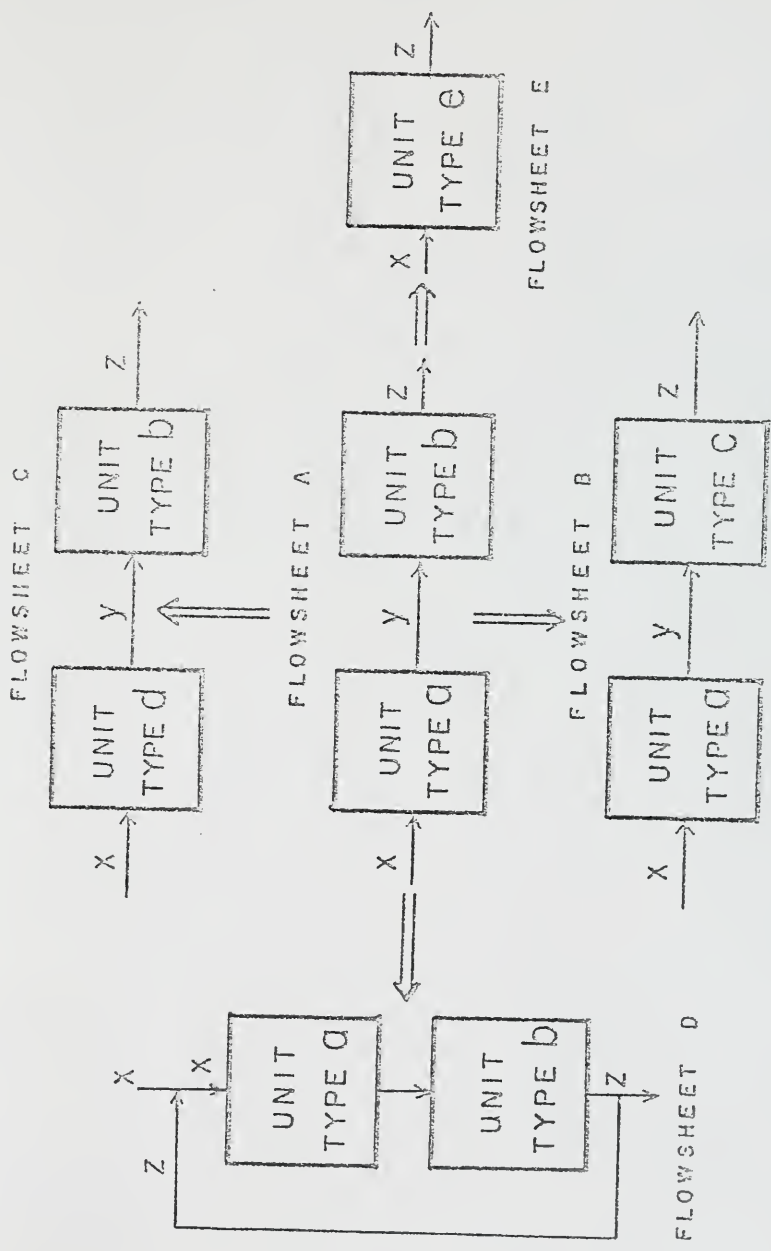 FLOWSHEET C
X
UNIT
TYPE d
y
UNIT
TYPE b
Z
FLOWSHEET A
X
UNIT
TYPE a
y
UNIT
TYPE b
Z
X
UNIT
TYPE e
Z
FLOWSHEET E
X
Z
X
UNIT
TYPE a
UNIT
TYPE b
Z
FLOWSHEET D
FLOWSHEET B
X
UNIT
TYPE a
y
UNIT
TYPE c
Z